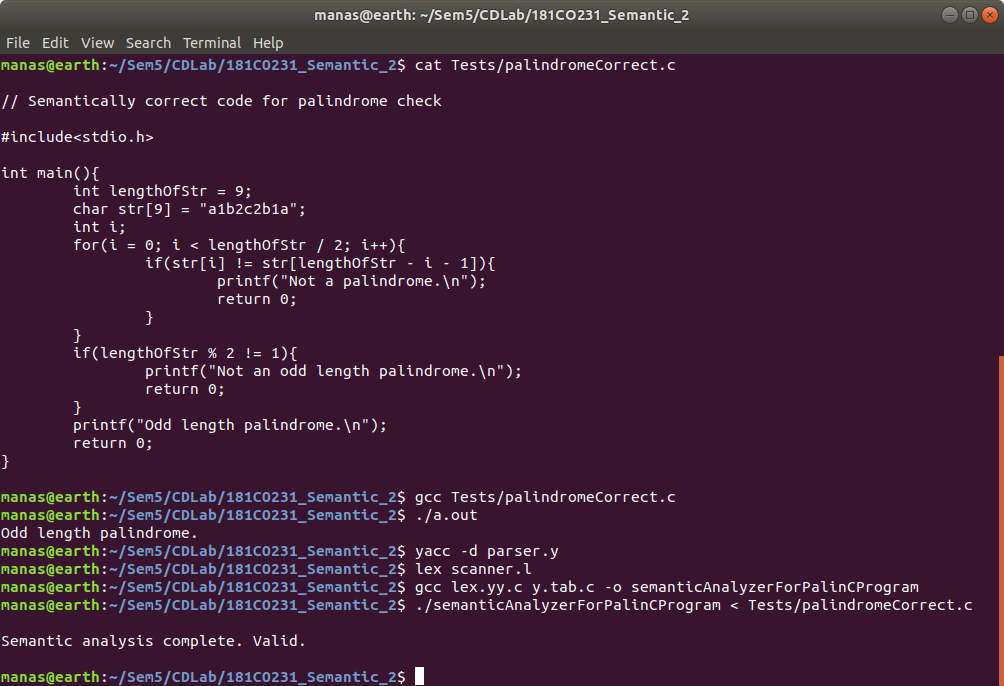 manas@earth: ~/Sem5/CDLab/181CO231_Semantic_2
File Edit View Search Terminal Help
manas@earth:~/Sem5/CDLab/181CO231_Semantic_2$ cat Tests/palindromeCorrect.c
// Semantically correct code for palindrome check
#include<stdio.h>
int main(){
        int lengthOfStr = 9;
        char str[9] = "a1b2c2b1a";
        int i;
        for(i = 0; i < lengthOfStr / 2; i++){
                if(str[i] != str[lengthOfStr - i - 1]){
                        printf("Not a palindrome.\n");
                        return 0;
                }
        }
        if(lengthOfStr % 2 != 1){
                printf("Not an odd length palindrome.\n");
                return 0;
        }
        printf("Odd length palindrome.\n");
        return 0;
}
manas@earth:~/Sem5/CDLab/181CO231_Semantic_2$ gcc Tests/palindromeCorrect.c
manas@earth:~/Sem5/CDLab/181CO231_Semantic_2$ ./a.out
Odd length palindrome.
manas@earth:~/Sem5/CDLab/181CO231_Semantic_2$ yacc -d parser.y
manas@earth:~/Sem5/CDLab/181CO231_Semantic_2$ lex scanner.l
manas@earth:~/Sem5/CDLab/181CO231_Semantic_2$ gcc lex.yy.c y.tab.c -o semanticAnalyzerForPalinCProgram
manas@earth:~/Sem5/CDLab/181CO231_Semantic_2$ ./semanticAnalyzerForPalinCProgram < Tests/palindromeCorrect.c
Semantic analysis complete. Valid.
manas@earth:~/Sem5/CDLab/181CO231_Semantic_2$